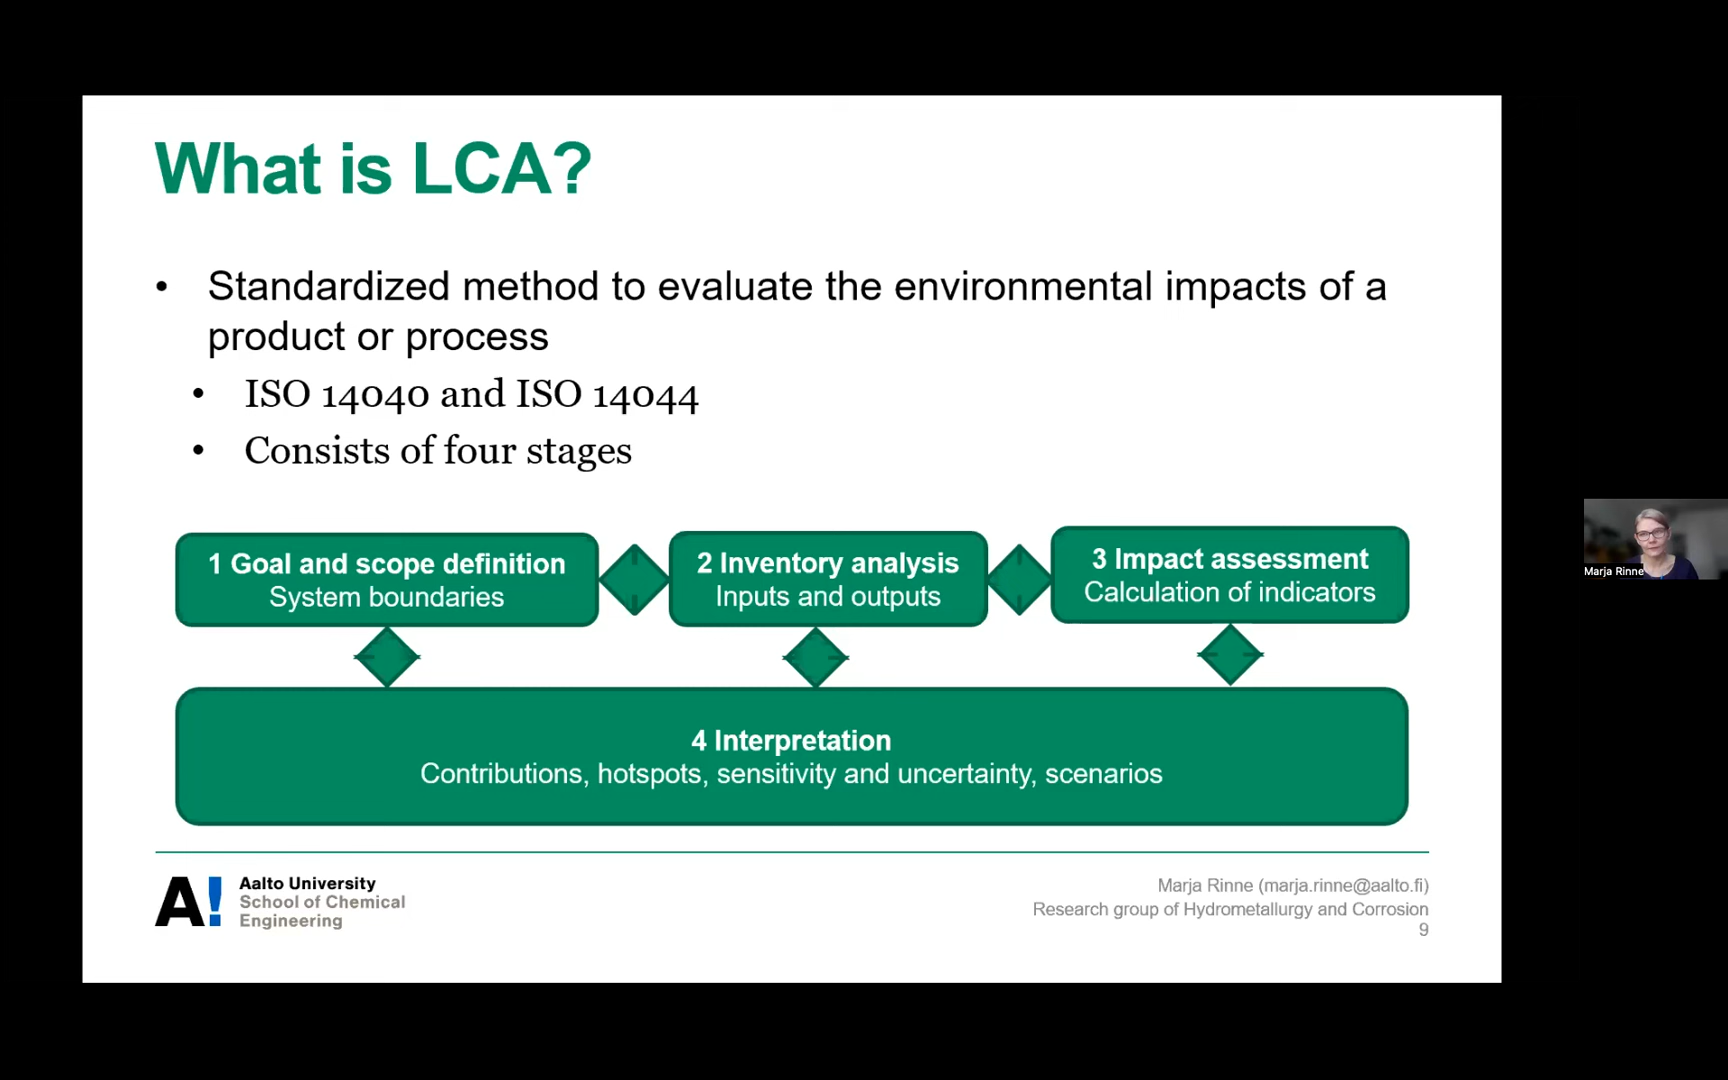 What is LCA?
• Standardized method to evaluate the environmental impacts of a
product or process
• ISO 14040 and ISO 14044
• Consists of four stages
1 Goal and scope definition
System boundaries
2 Inventory analysis
Inputs and outputs
3 Impact assessment
Calculation of indicators
4 Interpretation
Contributions, hotspots, sensitivity and uncertainty, scenarios
A!
Aalto University
School of Chemical
Engineering
Marja Rinne (marja.rinne@aalto.fi)
Research group of Hydrometallurgy and Corrosion
9
Marja Rinne